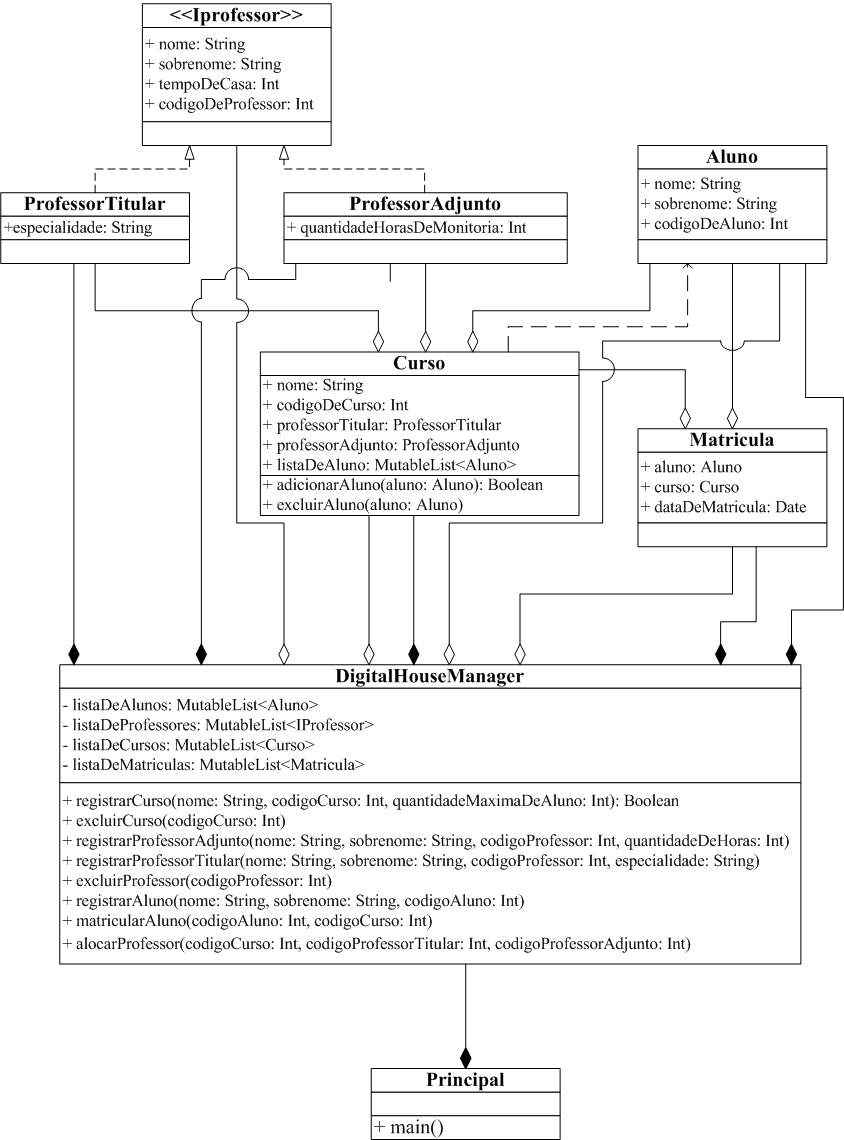 <<Iprofessor>>
+ nome: String
+ sobrenome: String
+ tempoDeCasa: Int
+ codigoDeProfessor: Int
Aluno
+ nome: String
+ sobrenome: String
+ codigoDeAluno: Int
ProfessorTitular
+especialidade: String
ProfessorAdjunto
+ quantidadeHorasDeMonitoria: Int
Curso
+ nome: String
+ codigoDeCurso: Int
+ professorTitular: ProfessorTitular
+ professorAdjunto: ProfessorAdjunto
+ listaDeAluno: MutableList<Aluno>
+ adicionarAluno(aluno: Aluno): Boolean
+ excluirAluno(aluno: Aluno)
Matricula
+ aluno: Aluno
+ curso: Curso
+ dataDeMatricula: Date
DigitalHouseManager
- listaDeAlunos: MutableList<Aluno>
- listaDeProfessores: MutableList<IProfessor>
- listaDeCursos: MutableList<Curso>
- listaDeMatriculas: MutableList<Matricula>
+ registrarCurso(nome: String, codigoCurso: Int, quantidadeMaximaDeAluno: Int): Boolean
+ excluirCurso(codigoCurso: Int)
+ registrarProfessorAdjunto(nome: String, sobrenome: String, codigoProfessor: Int, quantidadeDeHoras: Int)
+ registrarProfessorTitular(nome: String, sobrenome: String, codigoProfessor: Int, especialidade: String)
+ excluirProfessor(codigoProfessor: Int)
+ registrarAluno(nome: String, sobrenome: String, codigoAluno: Int)
+ matricularAluno(codigoAluno: Int, codigoCurso: Int)
+ alocarProfessor(codigoCurso: Int, codigoProfessorTitular: Int, codigoProfessorAdjunto: Int)
Principal
+ main()